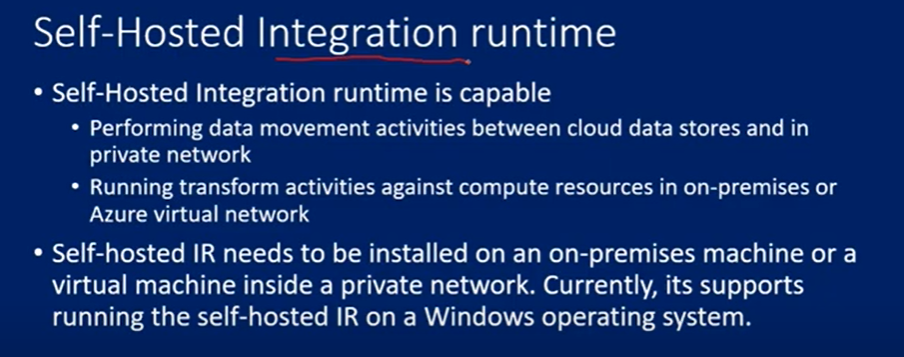 Self-Hosted Integration runtime
• Self-Hosted Integration runtime is capable
• Performing data movement activities between cloud data stores and in
private network
• Running transform activities against compute resources in on-premises or
Azure virtual network
• Self-hosted IR needs to be installed on an on-premises machine or a
virtual machine inside a private network. Currently, its supports
running the self-hosted IR on a Windows operating system.